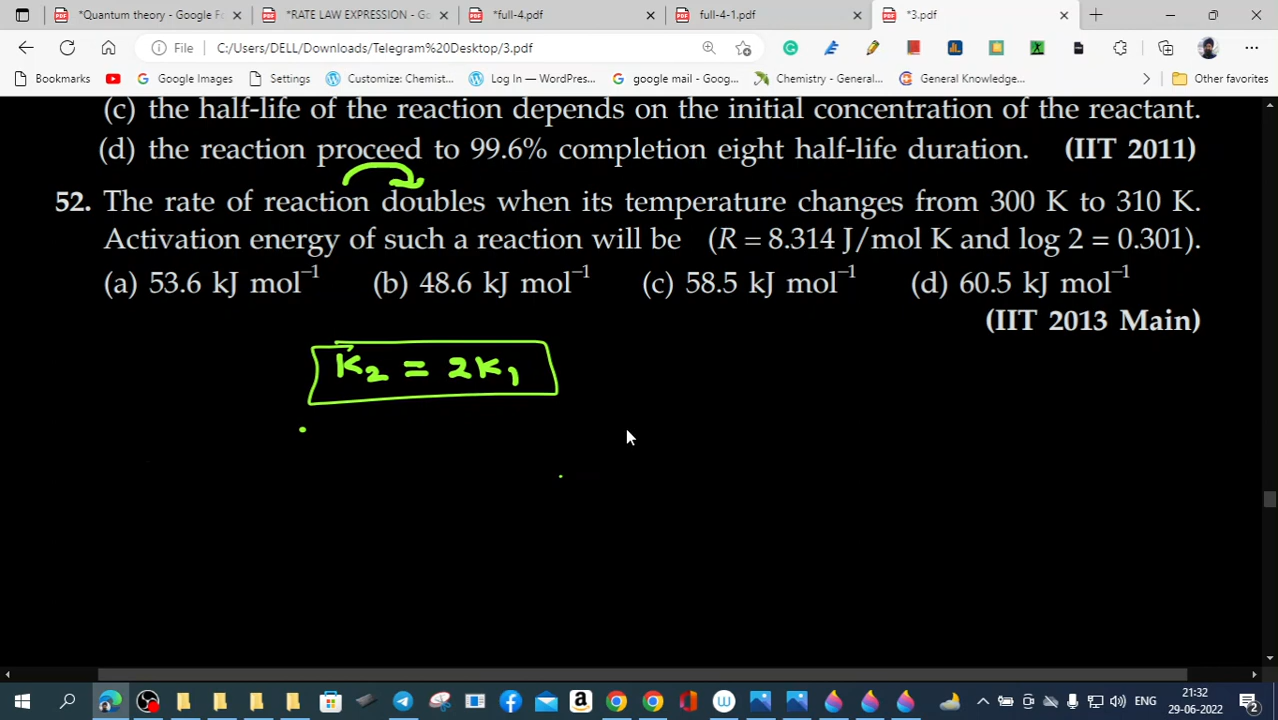 *Quantum theory - Google Fo
*RATE LAW EXPRESSION - Go
*full-4.pdf
full-4-1.pdf
*3.pdf
File
C:/Users/DELL/Downloads/Telegram%20Desktop/3.pdf
Bookmarks
Google Images
Settings
Customize: Chemist...
Log In — WordPress...
google mail - Goog...
Chemistry - General...
General Knowledge...
Other favorites
(c) the half-life of the reaction depends on the initial concentration of the reactant.
(d) the reaction proceed to 99.6% completion eight half-life duration. (IIT 2011)
52. The rate of reaction doubles when its temperature changes from 300 K to 310 K.
Activation energy of such a reaction will be (R = 8.314 J/mol K and log 2 = 0.301).
(a) 53.6 kJ mol⁻¹ (b) 48.6 kJ mol⁻¹ (c) 58.5 kJ mol⁻¹ (d) 60.5 kJ mol⁻¹
(IIT 2013 Main)
K₂ = 2K₁
ENG
21:32
29-06-2022
2